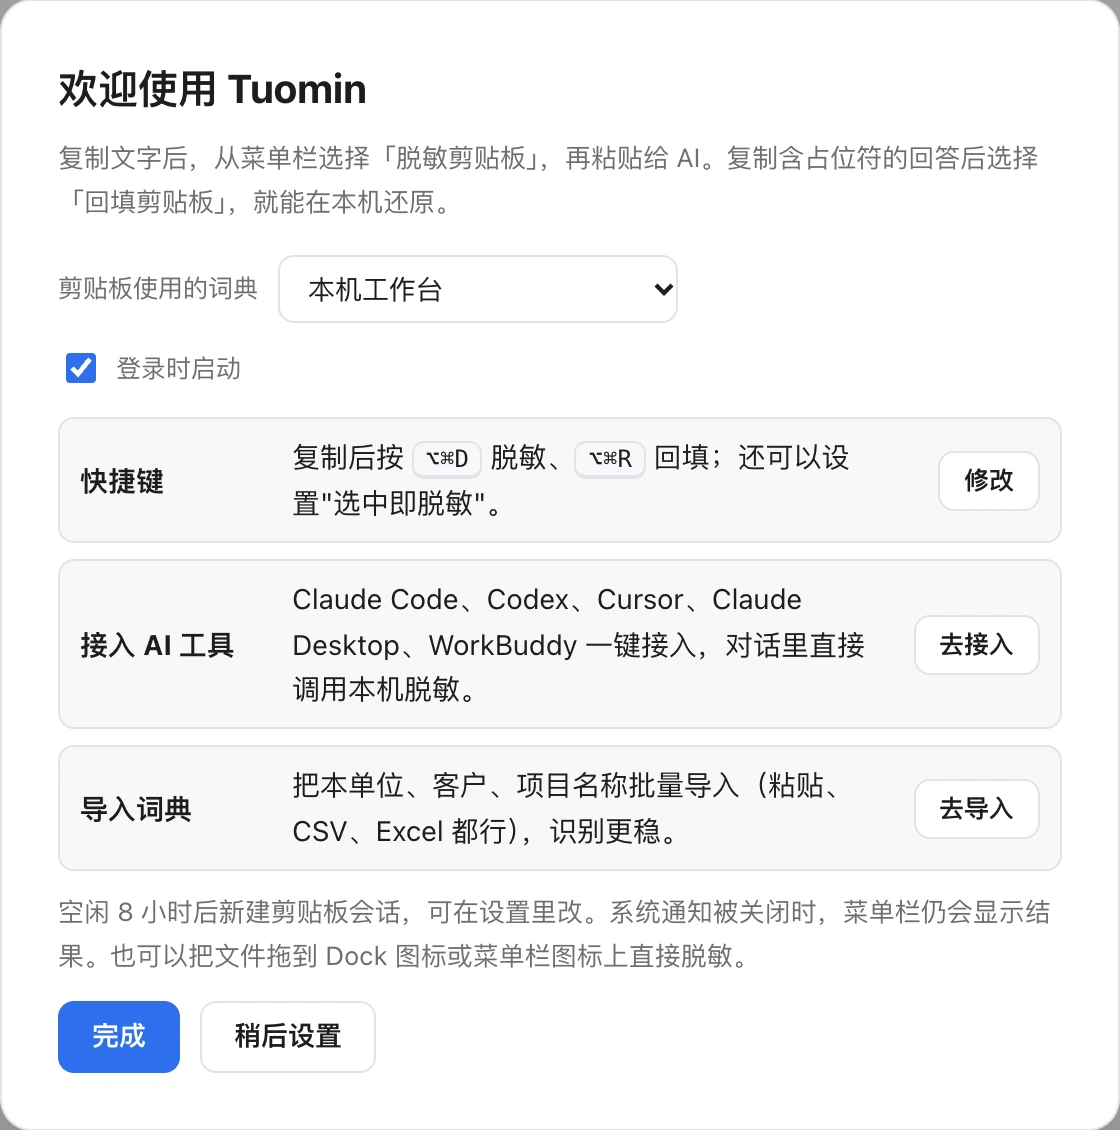 欢迎使用 Tuomin
复制文字后，从菜单栏选择「脱敏剪贴板」，再粘贴给 AI。复制含占位符的回答后选择
「回填剪贴板」，就能在本机还原。
剪贴板使用的词典 本机工作台
登录时启动
快捷键
复制后按 ⌥⌘D 脱敏、⌥⌘R 回填；还可以设
置"选中即脱敏"。
修改
接入 AI 工具
Claude Code、Codex、Cursor、Claude
Desktop、WorkBuddy 一键接入，对话里直接
调用本机脱敏。
去接入
导入词典
把本单位、客户、项目名称批量导入（粘贴、
CSV、Excel 都行），识别更稳。
去导入
空闲 8 小时后新建剪贴板会话，可在设置里改。系统通知被关闭时，菜单栏仍会显示结
果。也可以把文件拖到 Dock 图标或菜单栏图标上直接脱敏。
完成 稍后设置